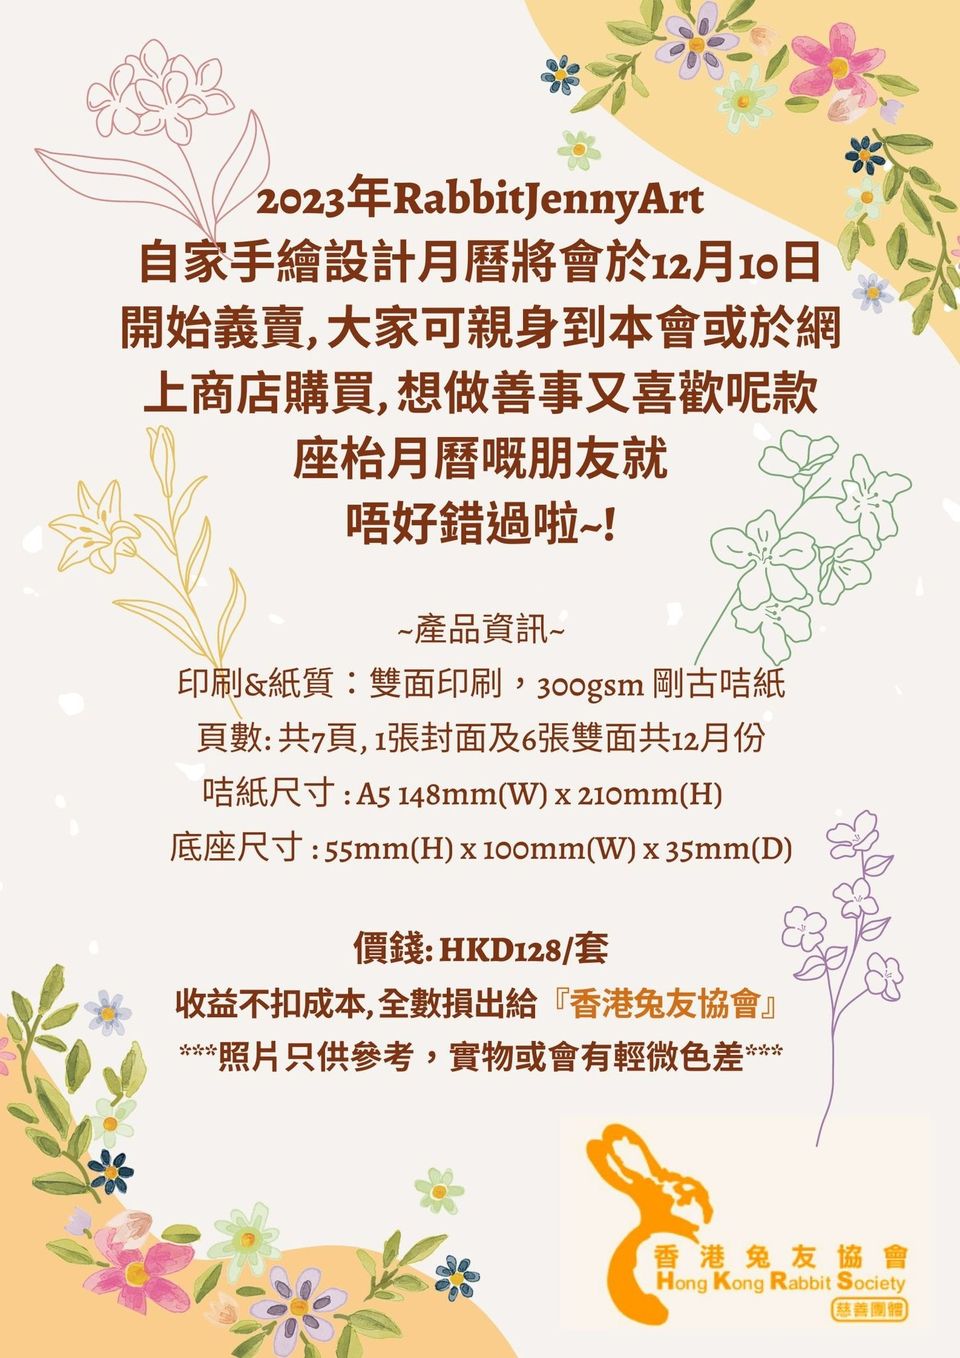 2023年RabbitJennyArt
自家手繪設計月曆將會於12月10日
開始義賣, 大家可親身到本會或於網
上商店購買, 想做善事又喜歡呢款
座枱月曆嘅朋友就
唔好錯過啦~!
~產品資訊~
印刷&紙質：雙面印刷，300gsm 剛古咭紙
頁數: 共7頁, 1張封面及6張雙面共12月份
咭紙尺寸 : A5 148mm(W) x 210mm(H)
底座尺寸 : 55mm(H) x 100mm(W) x 35mm(D)
價錢: HKD128/套
收益不扣成本, 全數損出給『香港兔友協會』
***照片只供參考，實物或會有輕微色差***
香港兔友協會
Hong Kong Rabbit Society
慈善團體